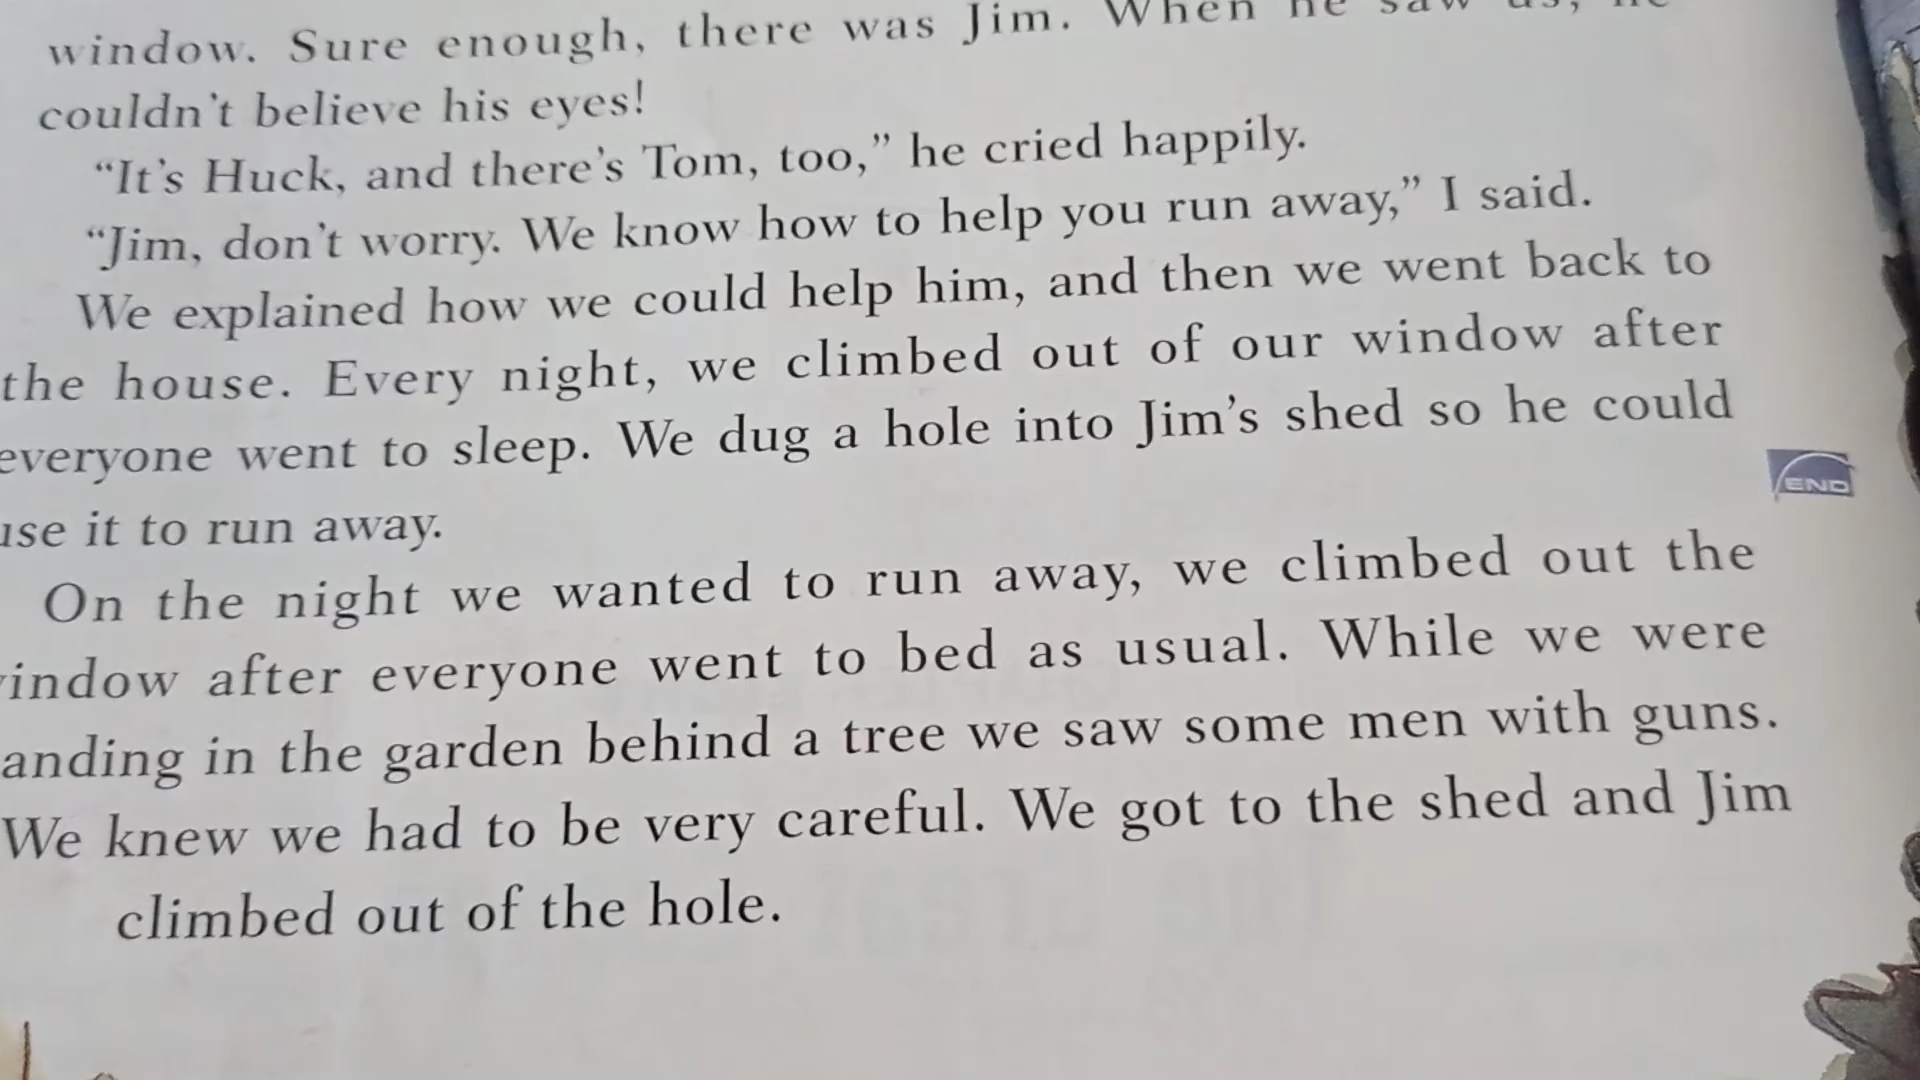 window. Sure enough, there was Jim. When he saw us, he
couldn't believe his eyes!
“It's Huck, and there's Tom, too,” he cried happily.
“Jim, don't worry. We know how to help you run away,” I said.
We explained how we could help him, and then we went back to
the house. Every night, we climbed out of our window after
everyone went to sleep. We dug a hole into Jim's shed so he could
END
use it to run away.
On the night we wanted to run away, we climbed out the
indow after everyone went to bed as usual. While we were
anding in the garden behind a tree we saw some men with guns.
We knew we had to be very careful. We got to the shed and Jim
climbed out of the hole.